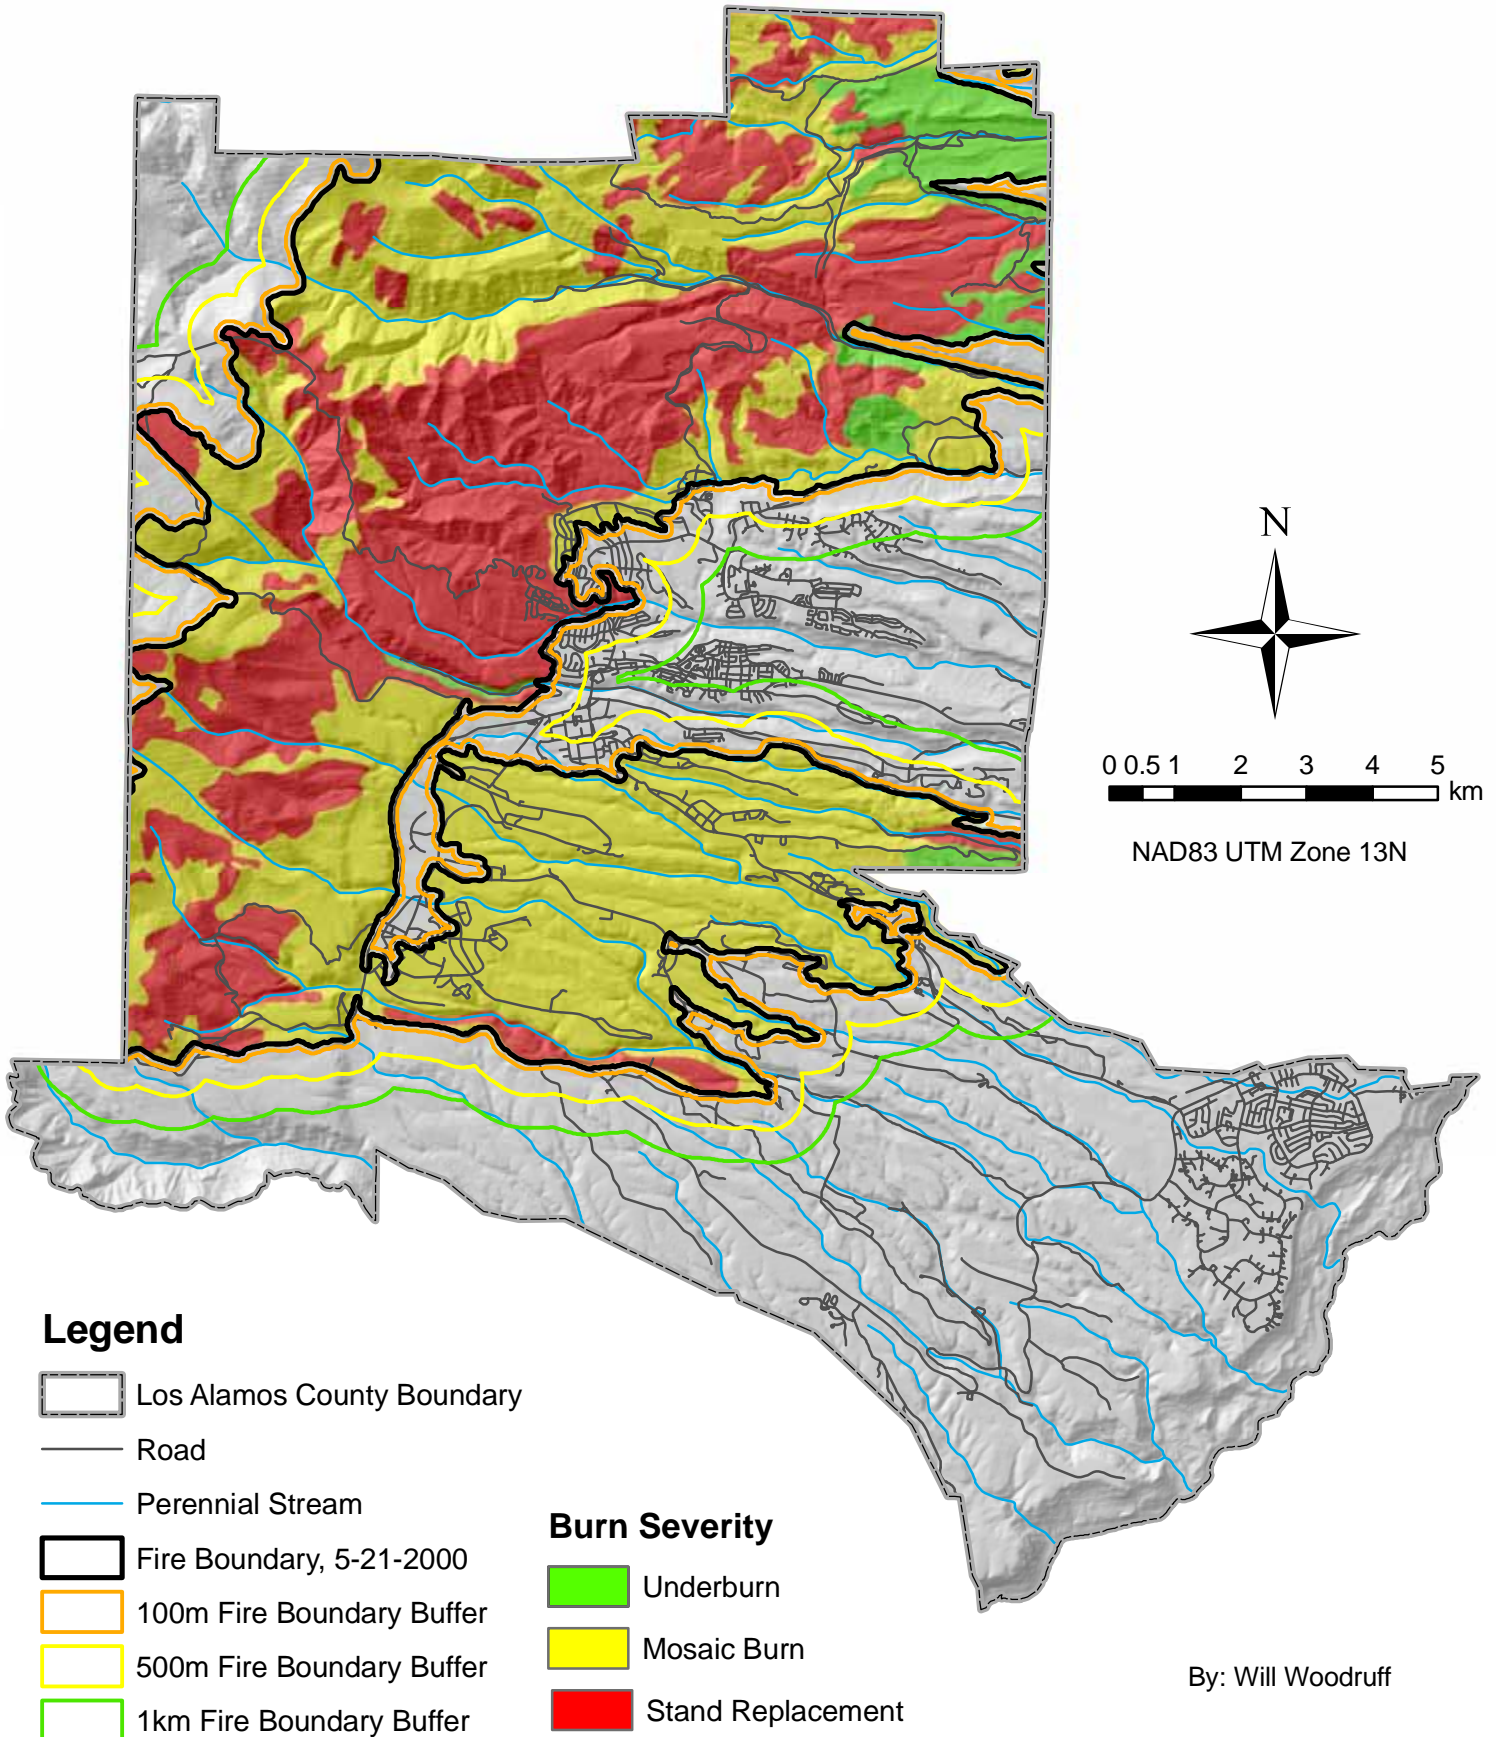 N
0 0.5 1 2 3 4 5
km
NAD83 UTM Zone 13N
Legend
Los Alamos County Boundary
Road
Perennial Stream
Fire Boundary, 5-21-2000
100m Fire Boundary Buffer
500m Fire Boundary Buffer
1km Fire Boundary Buffer
Burn Severity
Underburn
Mosaic Burn
Stand Replacement
By: Will Woodruff